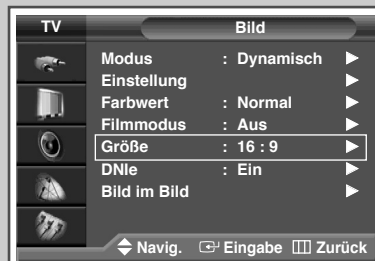 TV Bild
Modus : Dynamisch
Einstellung
Farbwert : Normal
Filmmodus : Aus
Größe : 16 : 9
DNIe : Ein
Bild im Bild
Navig. Eingabe Zurück